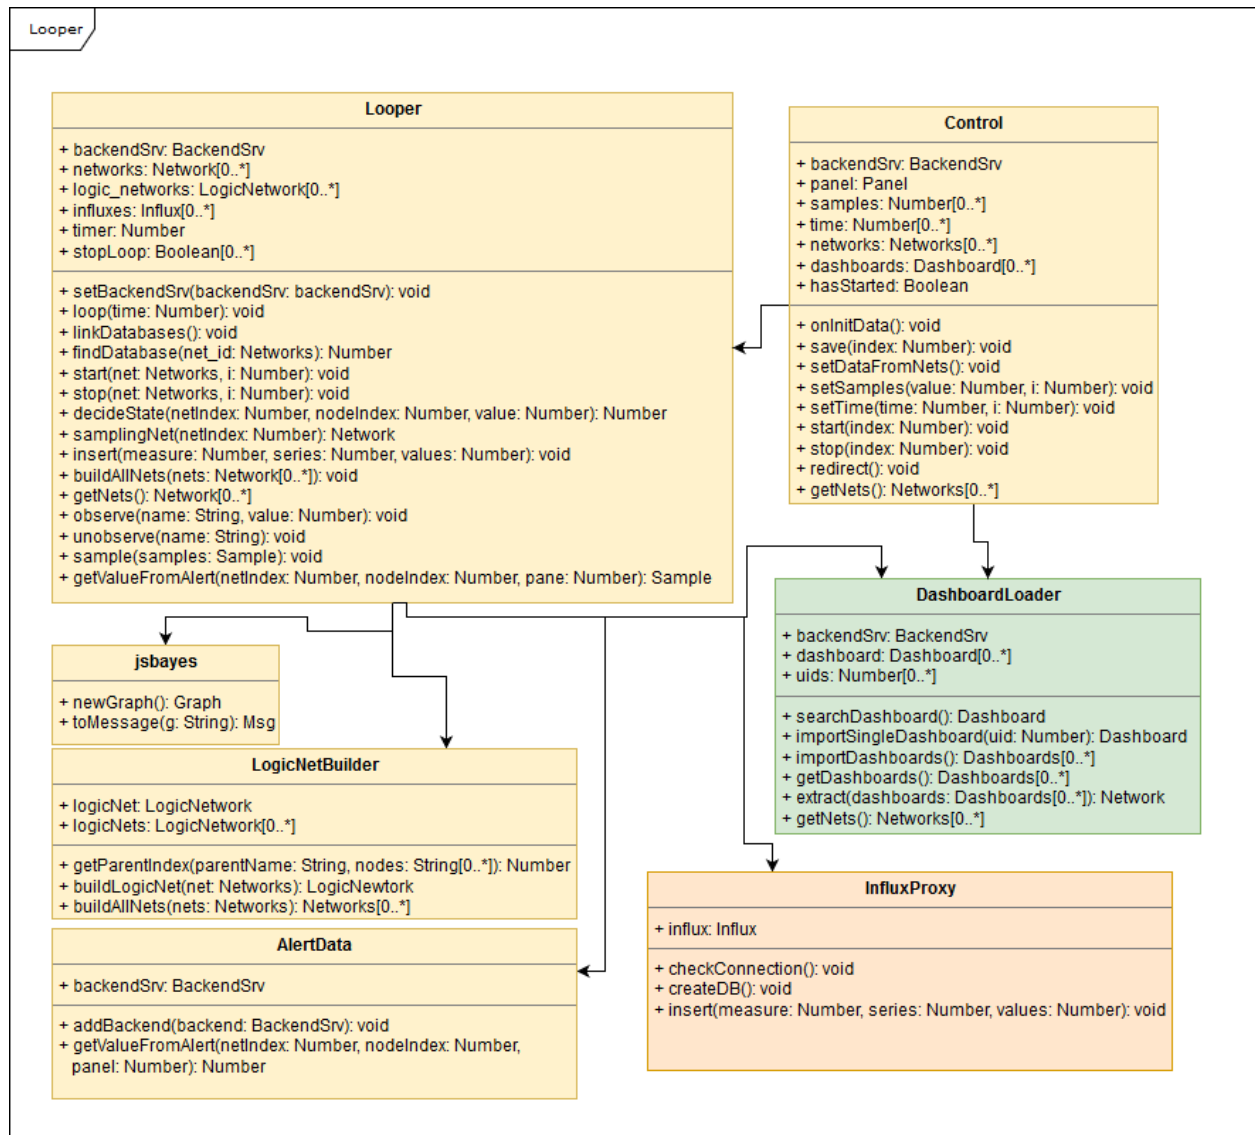 Looper
Looper
+ backendSrv: BackendSrv
+ networks: Network[0..*]
+ logic_networks: LogicNetwork[0..*]
+ influxes: Influx[0..*]
+ timer: Number
+ stopLoop: Boolean[0..*]
+ setBackendSrv(backendSrv: backendSrv): void
+ loop(time: Number): void
+ linkDatabases(): void
+ findDatabase(net_id: Networks): Number
+ start(net: Networks, i: Number): void
+ stop(net: Networks, i: Number): void
+ decideState(netIndex: Number, nodeIndex: Number, value: Number): Number
+ samplingNet(netIndex: Number): Network
+ insert(measure: Number, series: Number, values: Number): void
+ buildAllNets(nets: Network[0..*]): void
+ getNets(): Network[0..*]
+ observe(name: String, value: Number): void
+ unobserve(name: String): void
+ sample(samples: Sample): void
+ getValueFromAlert(netIndex: Number, nodeIndex: Number, pane: Number): Sample
Control
+ backendSrv: BackendSrv
+ panel: Panel
+ samples: Number[0..*]
+ time: Number[0..*]
+ networks: Networks[0..*]
+ dashboards: Dashboard[0..*]
+ hasStarted: Boolean
+ onInitData(): void
+ save(index: Number): void
+ setDataFromNets(): void
+ setSamples(value: Number, i: Number): void
+ setTime(time: Number, i: Number): void
+ start(index: Number): void
+ stop(index: Number): void
+ redirect(): void
+ getNets(): Networks[0..*]
jsbayes
+ newGraph(): Graph
+ toMessage(g: String): Msg
DashboardLoader
+ backendSrv: BackendSrv
+ dashboard: Dashboard[0..*]
+ uids: Number[0..*]
+ searchDashboard(): Dashboard
+ importSingleDashboard(uid: Number): Dashboard
+ importDashboards(): Dashboards[0..*]
+ getDashboards(): Dashboards[0..*]
+ extract(dashboards: Dashboards[0..*]): Network
+ getNets(): Networks[0..*]
LogicNetBuilder
+ logicNet: LogicNetwork
+ logicNets: LogicNetwork[0..*]
+ getParentIndex(parentName: String, nodes: String[0..*]): Number
+ buildLogicNet(net: Networks): LogicNewtork
+ buildAllNets(nets: Networks): Networks[0..*]
InfluxProxy
+ influx: Influx
+ checkConnection(): void
+ createDB(): void
+ insert(measure: Number, series: Number, values: Number): void
AlertData
+ backendSrv: BackendSrv
+ addBackend(backend: BackendSrv): void
+ getValueFromAlert(netIndex: Number, nodeIndex: Number,
panel: Number): Number